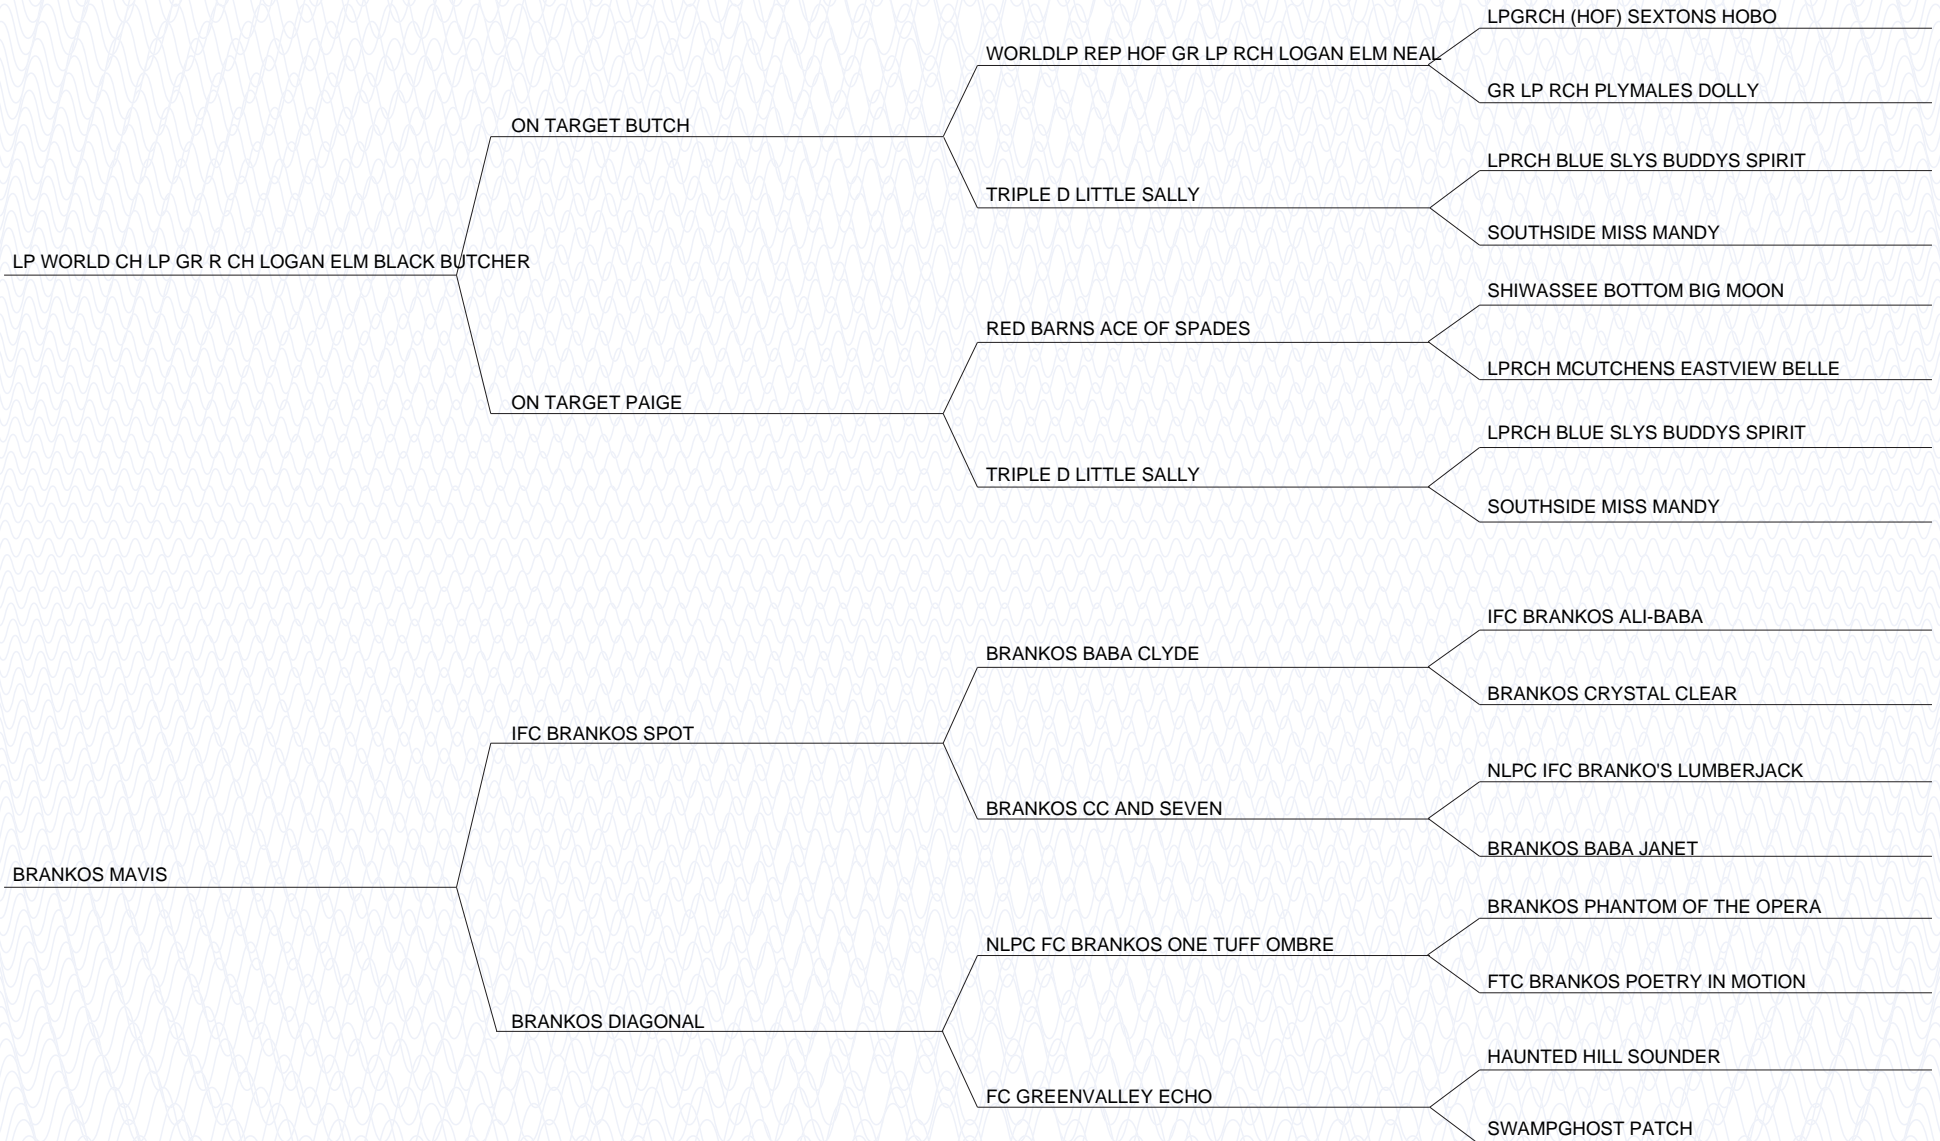 LPGRCH (HOF) SEXTONS HOBO
WORLDLP REP HOF GR LP RCH LOGAN ELM NEAL
GR LP RCH PLYMALES DOLLY
ON TARGET BUTCH
LPRCH BLUE SLYS BUDDYS SPIRIT
TRIPLE D LITTLE SALLY
SOUTHSIDE MISS MANDY
LP WORLD CH LP GR R CH LOGAN ELM BLACK BUTCHER
SHIWASSEE BOTTOM BIG MOON
RED BARNS ACE OF SPADES
LPRCH MCUTCHENS EASTVIEW BELLE
ON TARGET PAIGE
LPRCH BLUE SLYS BUDDYS SPIRIT
TRIPLE D LITTLE SALLY
SOUTHSIDE MISS MANDY
IFC BRANKOS ALI-BABA
BRANKOS BABA CLYDE
BRANKOS CRYSTAL CLEAR
IFC BRANKOS SPOT
NLPC IFC BRANKO'S LUMBERJACK
BRANKOS CC AND SEVEN
BRANKOS BABA JANET
BRANKOS MAVIS
BRANKOS PHANTOM OF THE OPERA
NLPC FC BRANKOS ONE TUFF OMBRE
FTC BRANKOS POETRY IN MOTION
BRANKOS DIAGONAL
HAUNTED HILL SOUNDER
FC GREENVALLEY ECHO
SWAMPGHOST PATCH